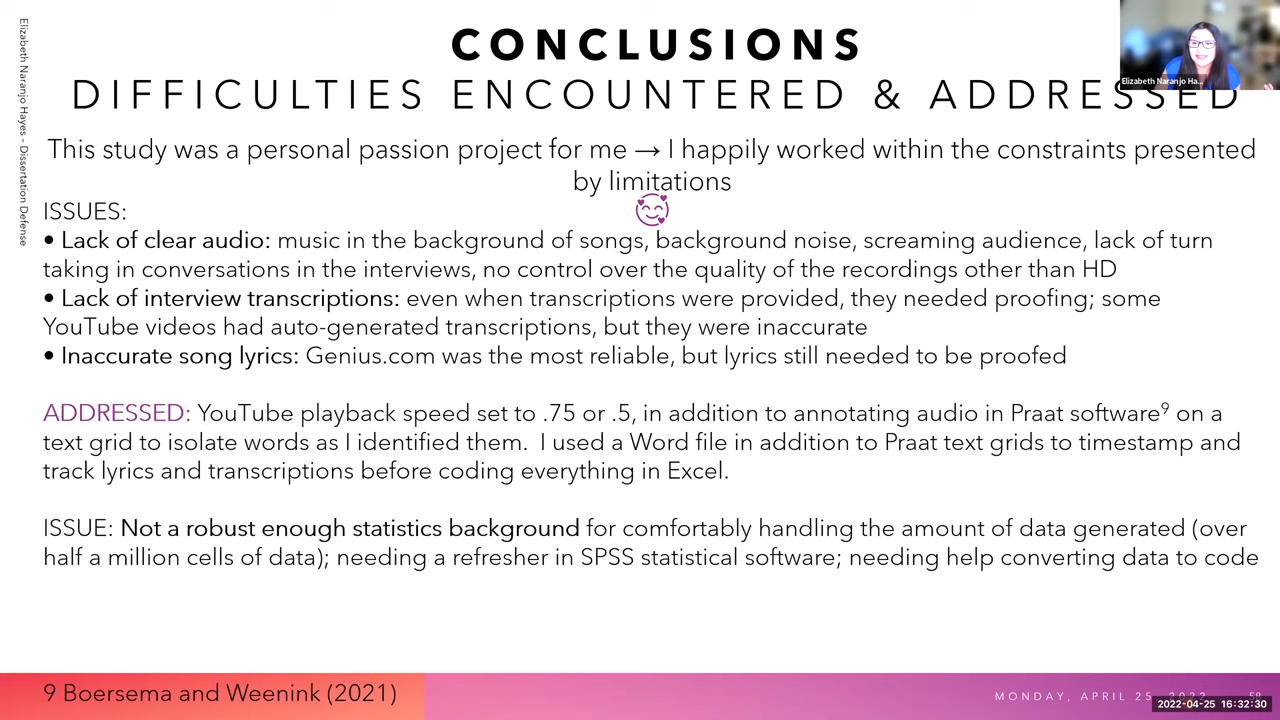 Elizabeth Naranjo Hayes – Dissertation Defense
CONCLUSIONS
DIFFICULTIES ENCOUNTERED & ADDRESSED
Elizabeth Naranjo Ha...
This study was a personal passion project for me → I happily worked within the constraints presented
by limitations
ISSUES:
• Lack of clear audio: music in the background of songs, background noise, screaming audience, lack of turn
taking in conversations in the interviews, no control over the quality of the recordings other than HD
• Lack of interview transcriptions: even when transcriptions were provided, they needed proofing; some
YouTube videos had auto-generated transcriptions, but they were inaccurate
• Inaccurate song lyrics: Genius.com was the most reliable, but lyrics still needed to be proofed
ADDRESSED: YouTube playback speed set to .75 or .5, in addition to annotating audio in Praat software⁹ on a
text grid to isolate words as I identified them.  I used a Word file in addition to Praat text grids to timestamp and
track lyrics and transcriptions before coding everything in Excel.
ISSUE: Not a robust enough statistics background for comfortably handling the amount of data generated (over
half a million cells of data); needing a refresher in SPSS statistical software; needing help converting data to code
9 Boersema and Weenink (2021)
MONDAY, APRIL 25, 2022
2022-04-25 16:32:30